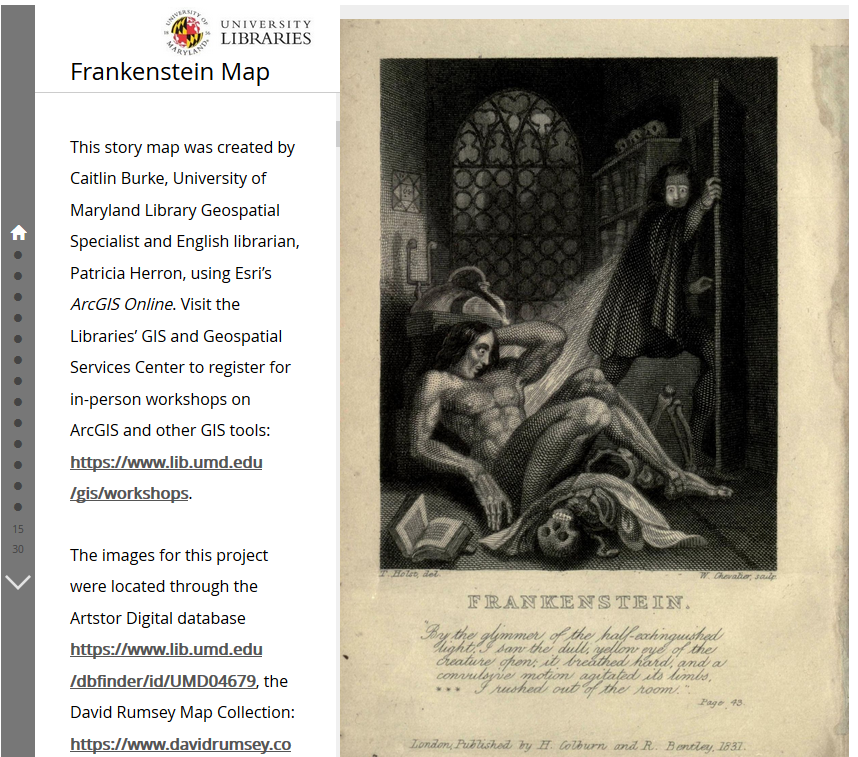 UNIVERSITY OF
MARYLAND
18 56
UNIVERSITY
LIBRARIES
Frankenstein Map
This story map was created by
Caitlin Burke, University of
Maryland Library Geospatial
Specialist and English librarian,
Patricia Herron, using Esri’s
ArcGIS Online. Visit the
Libraries’ GIS and Geospatial
Services Center to register for
in-person workshops on
ArcGIS and other GIS tools:
https://www.lib.umd.edu
/gis/workshops.
The images for this project
were located through the
Artstor Digital database
https://www.lib.umd.edu
/dbfinder/id/UMD04679, the
David Rumsey Map Collection:
https://www.davidrumsey.co
15
30
T. Holst, del.
W. Chevalier, sculp.
FRANKENSTEIN.
"By the glimmer of the half-extinguished
light, I saw the dull, yellow eye of the
creature open; it breathed hard, and a
convulsive motion agitated its limbs,
*** I rushed out of the room."
Page 43.
London, Published by H. Colburn and R. Bentley, 1831.